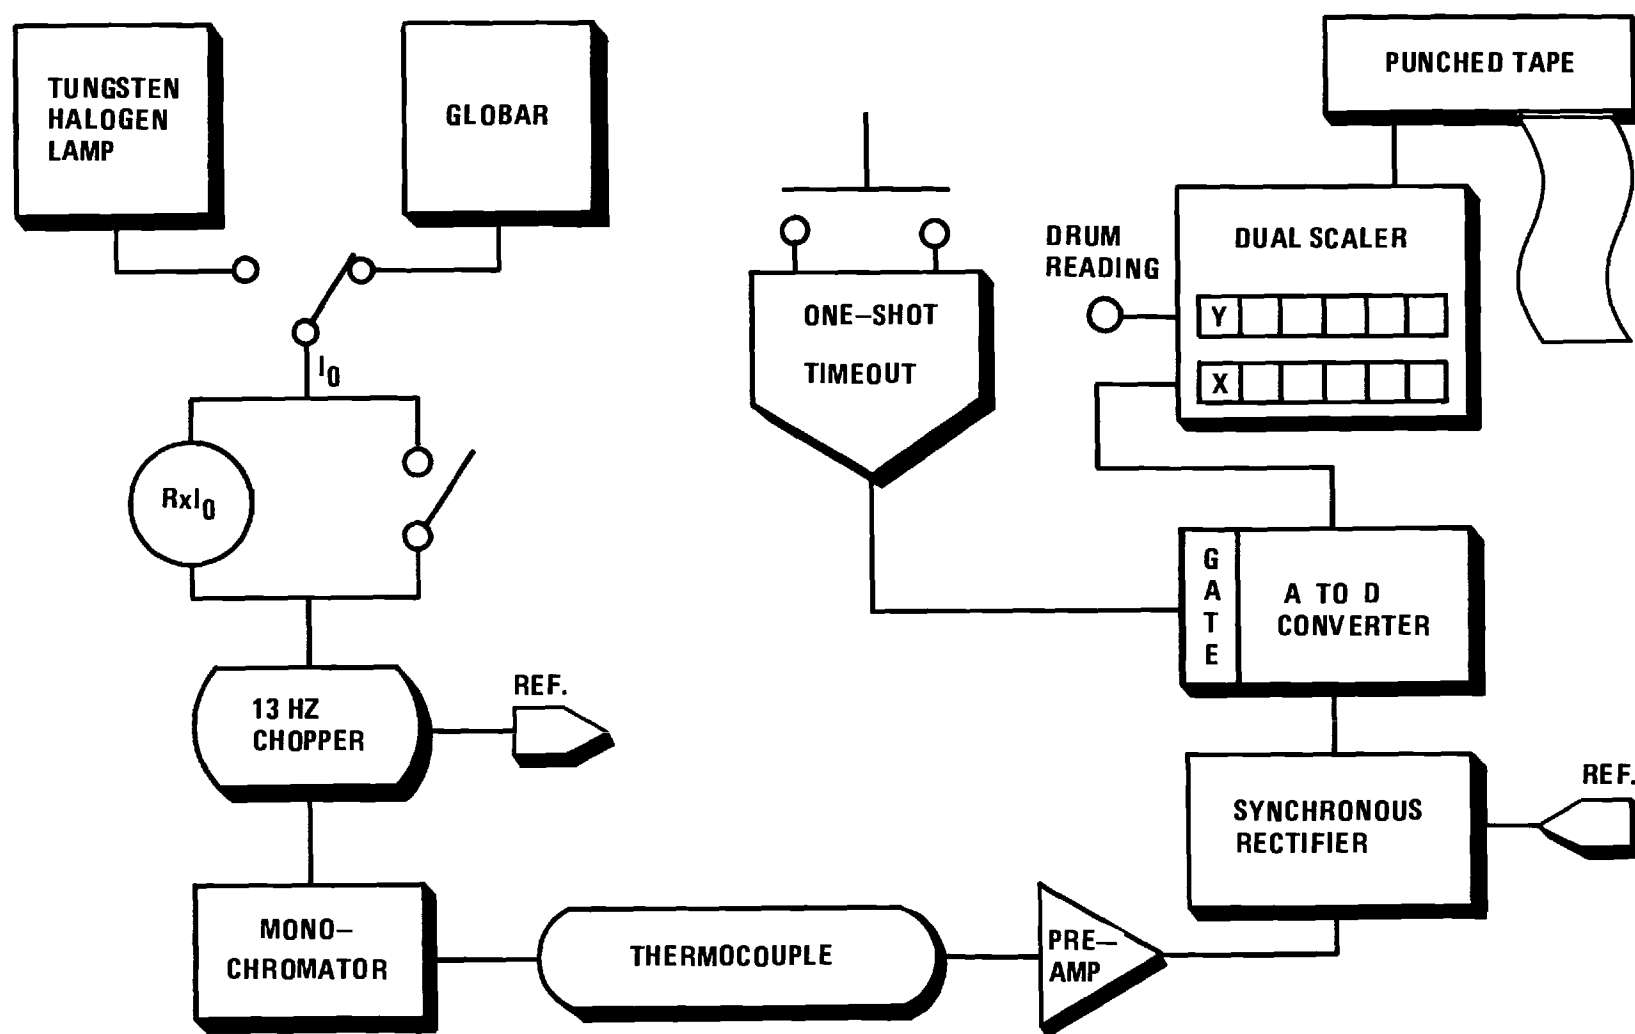 TUNGSTEN
HALOGEN
LAMP
GLOBAR
I0
RxI0
13 HZ
CHOPPER
REF.
MONO–
CHROMATOR
THERMOCOUPLE
PRE–
AMP
ONE–SHOT
TIMEOUT
PUNCHED TAPE
DUAL SCALER
DRUM
READING
Y
X
GATE
A TO D
CONVERTER
SYNCHRONOUS
RECTIFIER
REF.